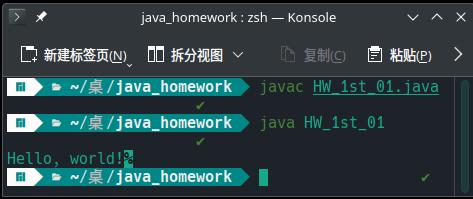 java_homework : zsh — Konsole
新建标签页(N) 拆分视图 复制(C) 粘贴(P)
~/桌/java_homework javac HW_1st_01.java
✔
~/桌/java_homework java HW_1st_01
✔
Hello, world!%
~/桌/java_homework ✔